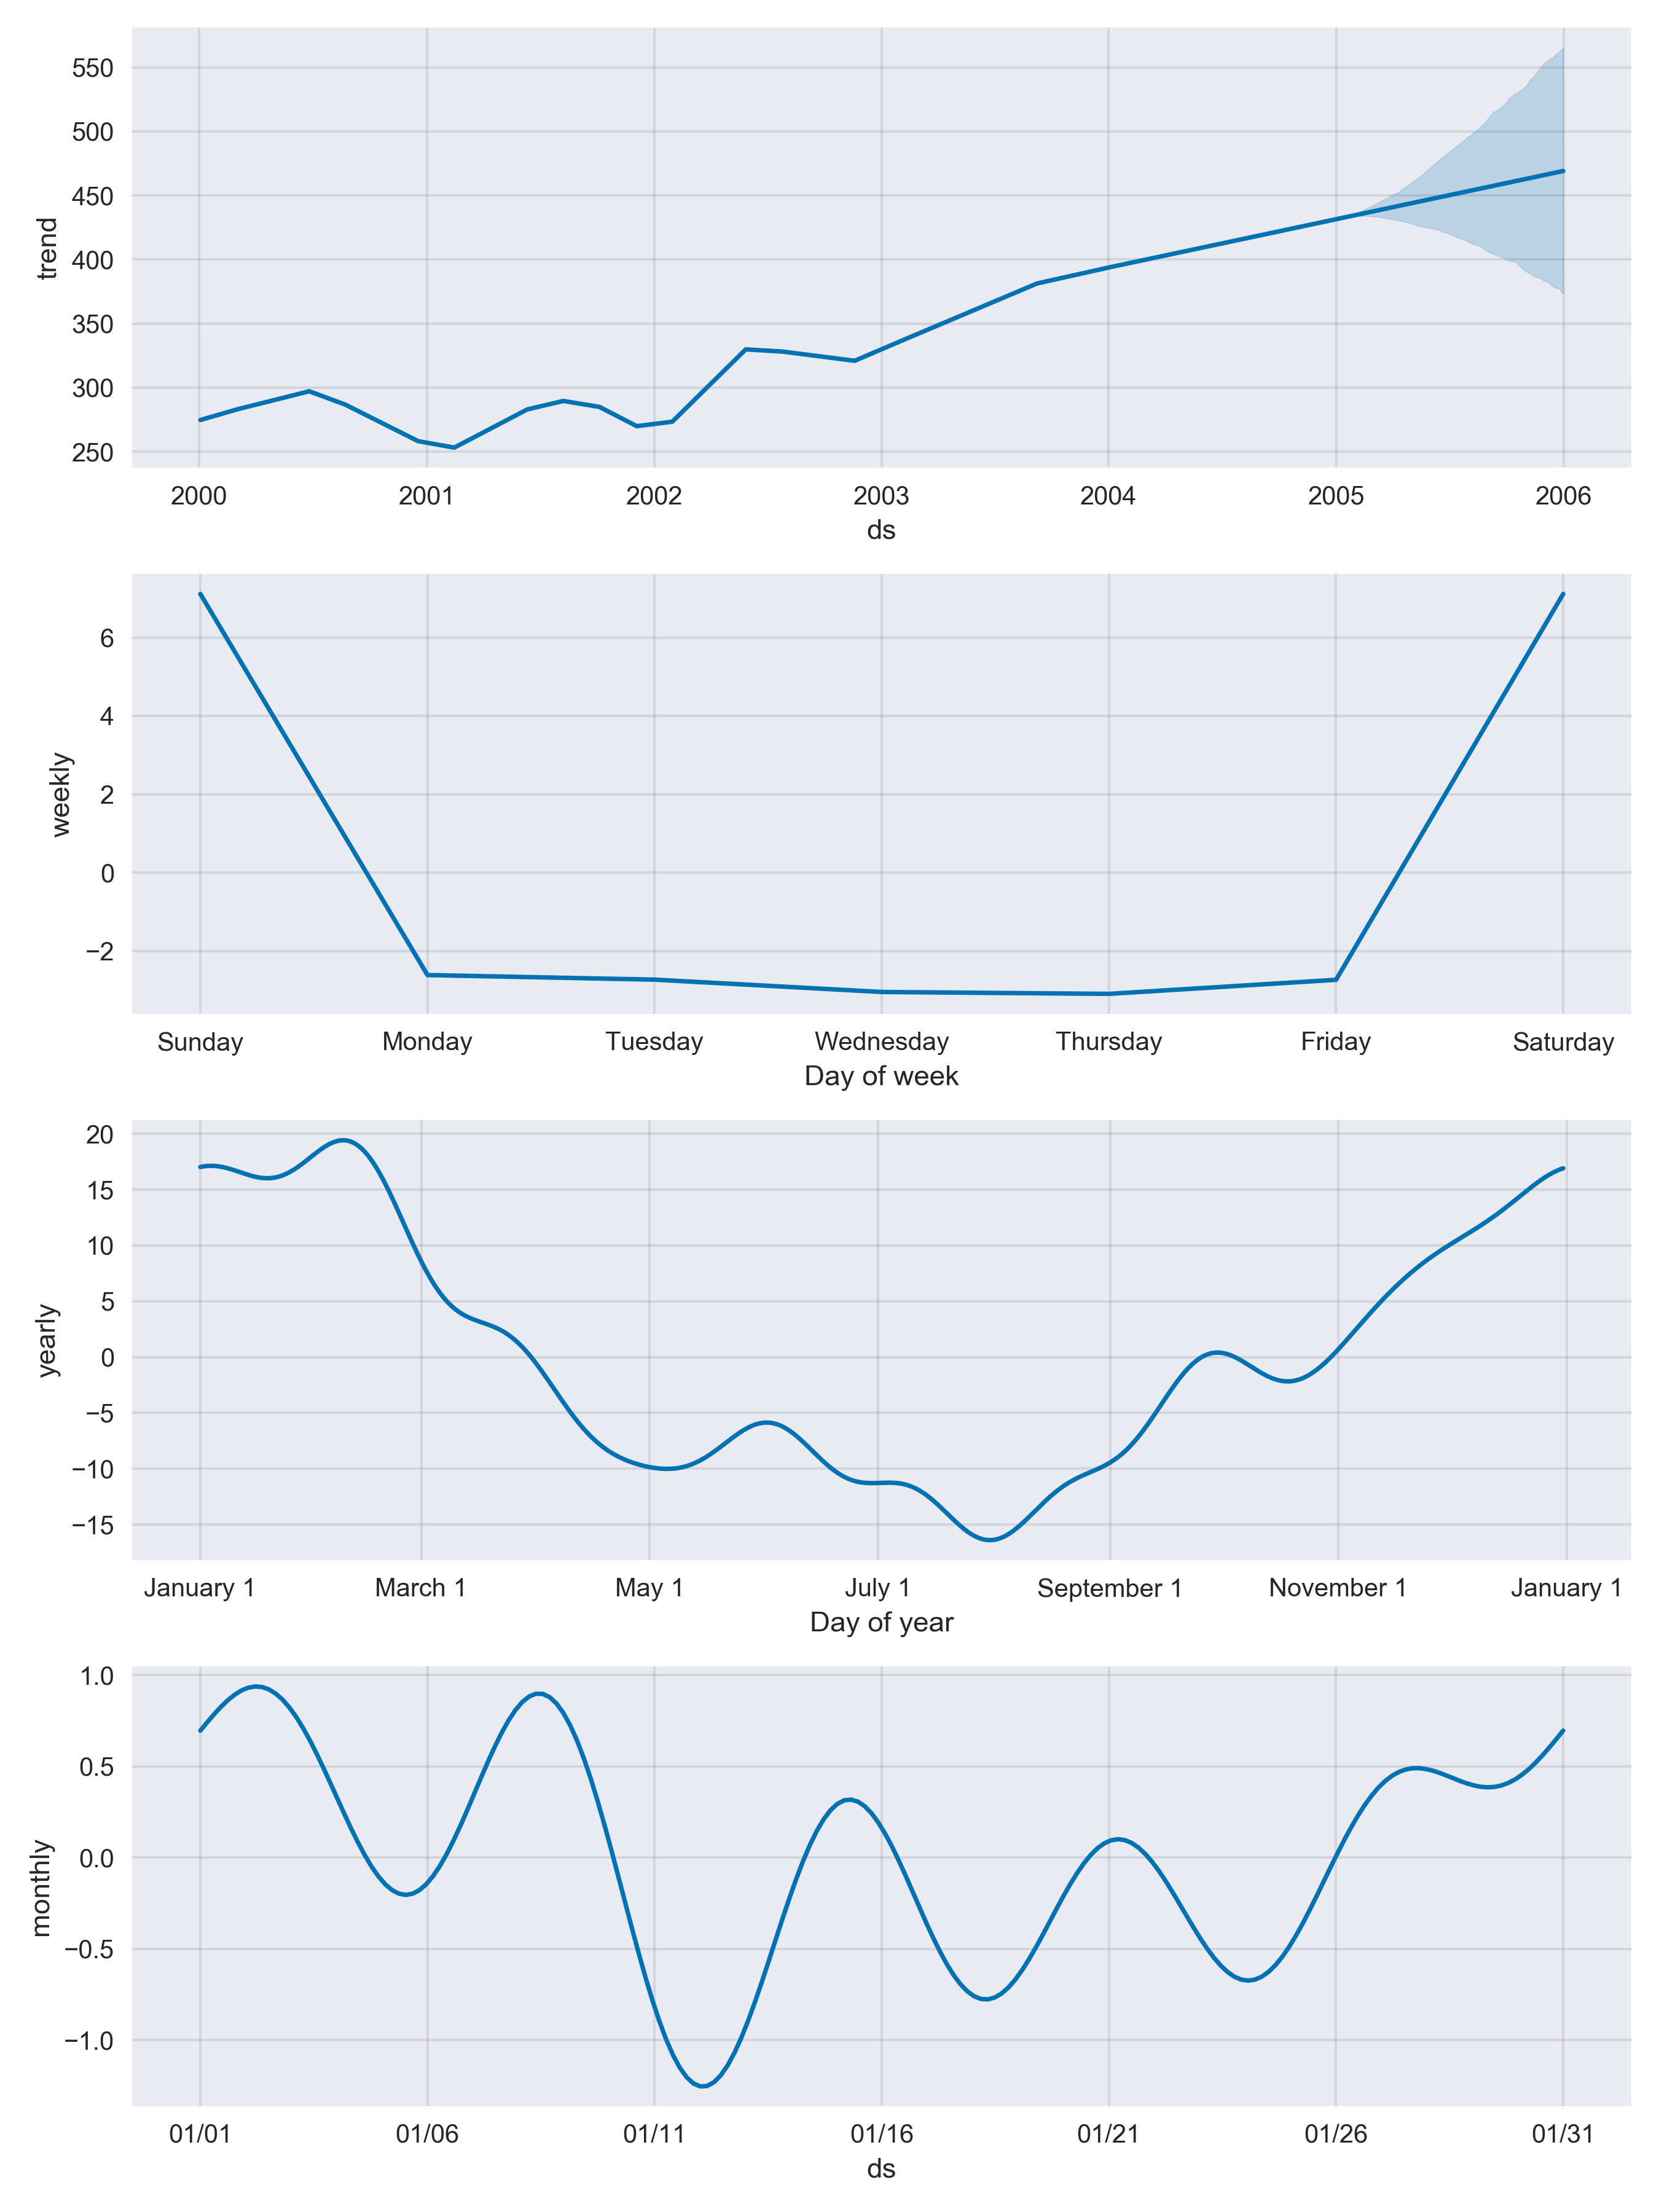 trend
550
500
450
400
350
300
250
2000 2001 2002 2003 2004 2005 2006
ds
weekly
6
4
2
0
−2
Sunday Monday Tuesday Wednesday Thursday Friday Saturday
Day of week
yearly
20
15
10
5
0
−5
−10
−15
January 1 March 1 May 1 July 1 September 1 November 1 January 1
Day of year
monthly
1.0
0.5
0.0
−0.5
−1.0
01/01 01/06 01/11 01/16 01/21 01/26 01/31
ds